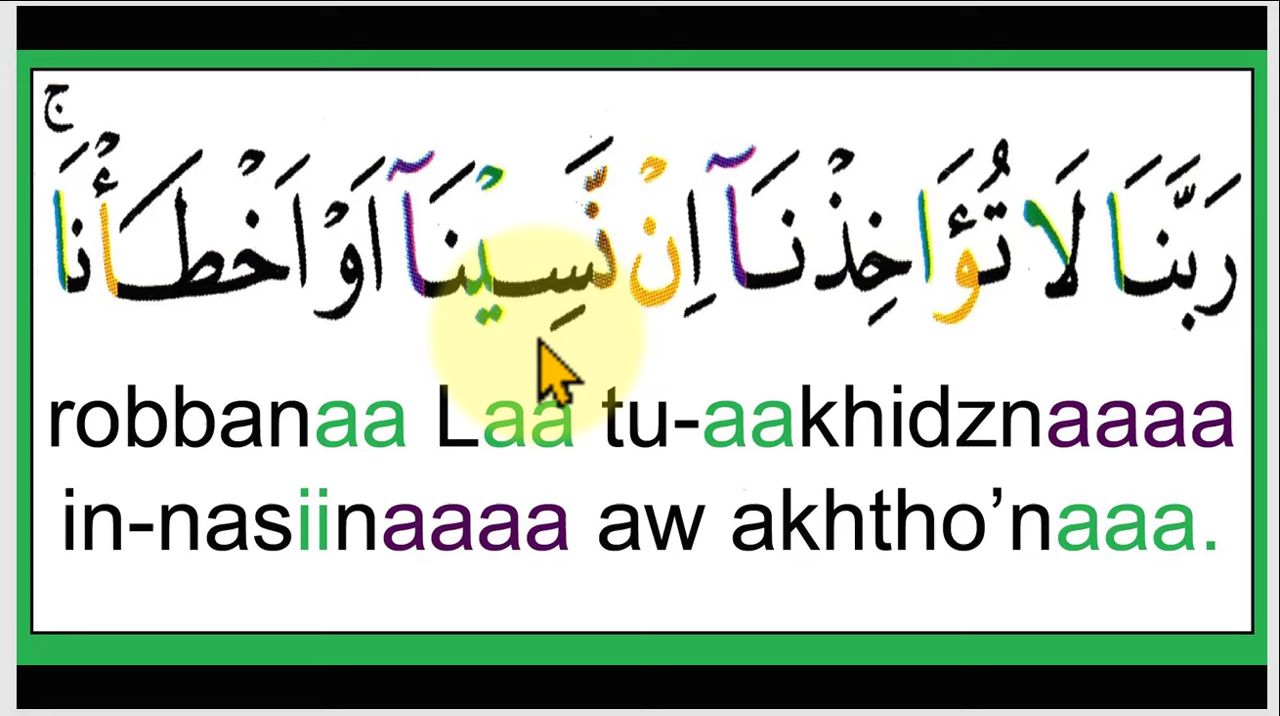 رَبَّنَا لَا تُؤَاخِذْنَآ اِنْ نَّسِيْنَآ اَوْ اَخْطَأْنَا ۚ
robbanaa Laa tu-aakhidznaaaa
in-nasiinaaaa aw akhtho’naaa.